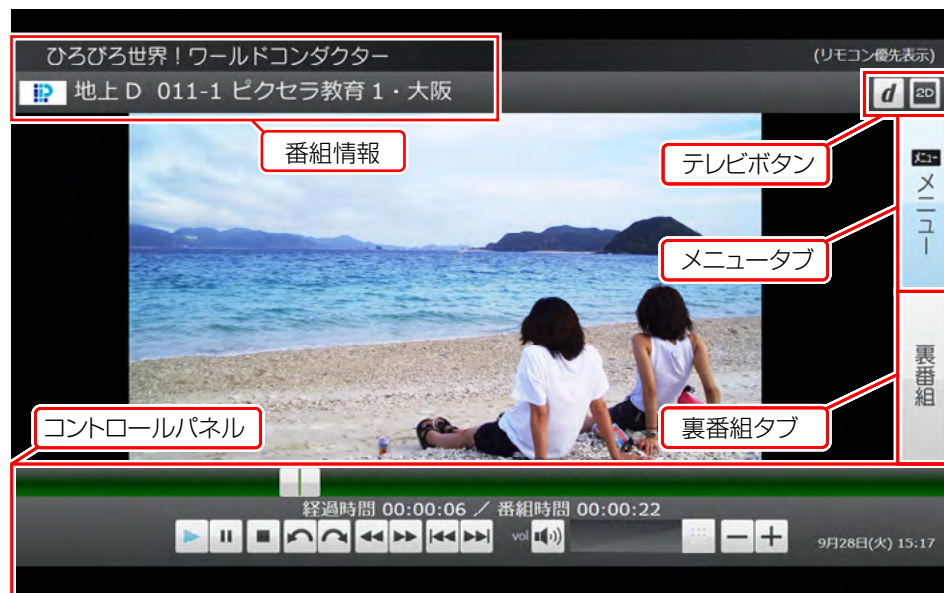 ひろびろ世界！ワールドコンダクター
(リモコン優先表示)
地上D 011-1 ピクセラ教育1・大阪
d 2D
番組情報
テレビボタン
メニュー
メニュー
メニュータブ
裏番組
コントロールパネル
裏番組タブ
経過時間 00:00:06 ／ 番組時間 00:00:22
vol
9月28日(火) 15:17